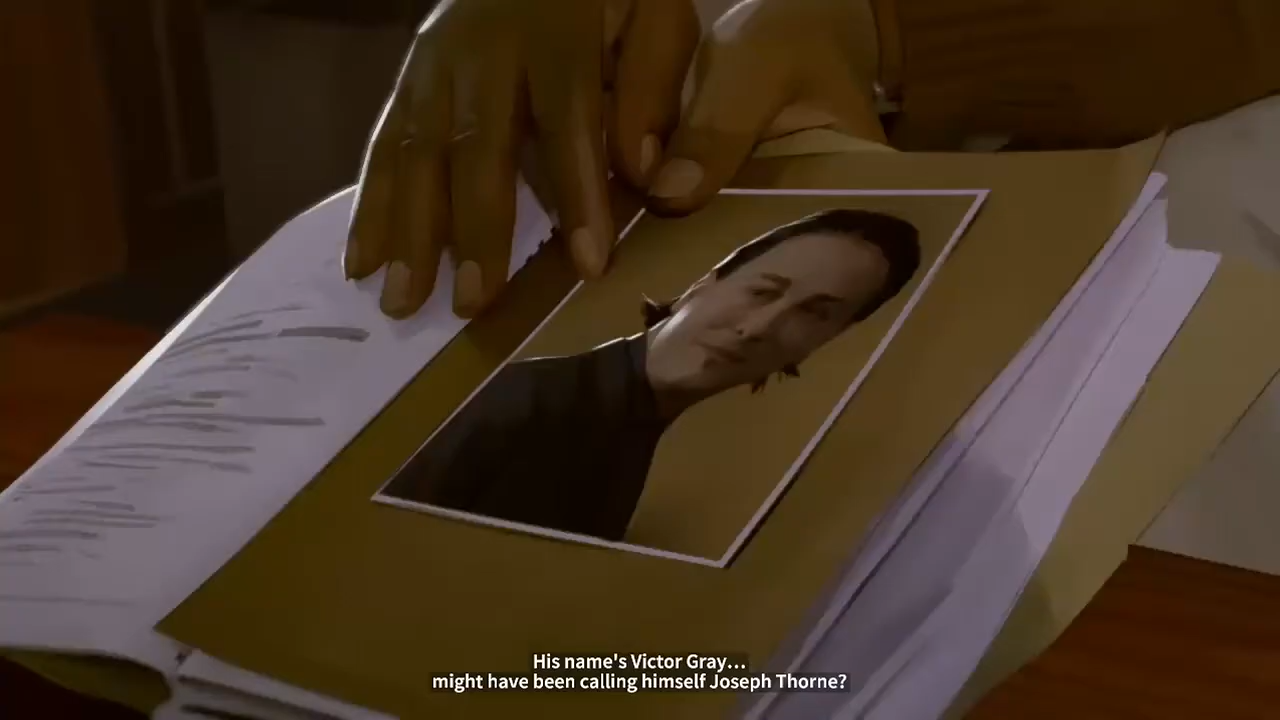 His name's Victor Gray...
might have been calling himself Joseph Thorne?